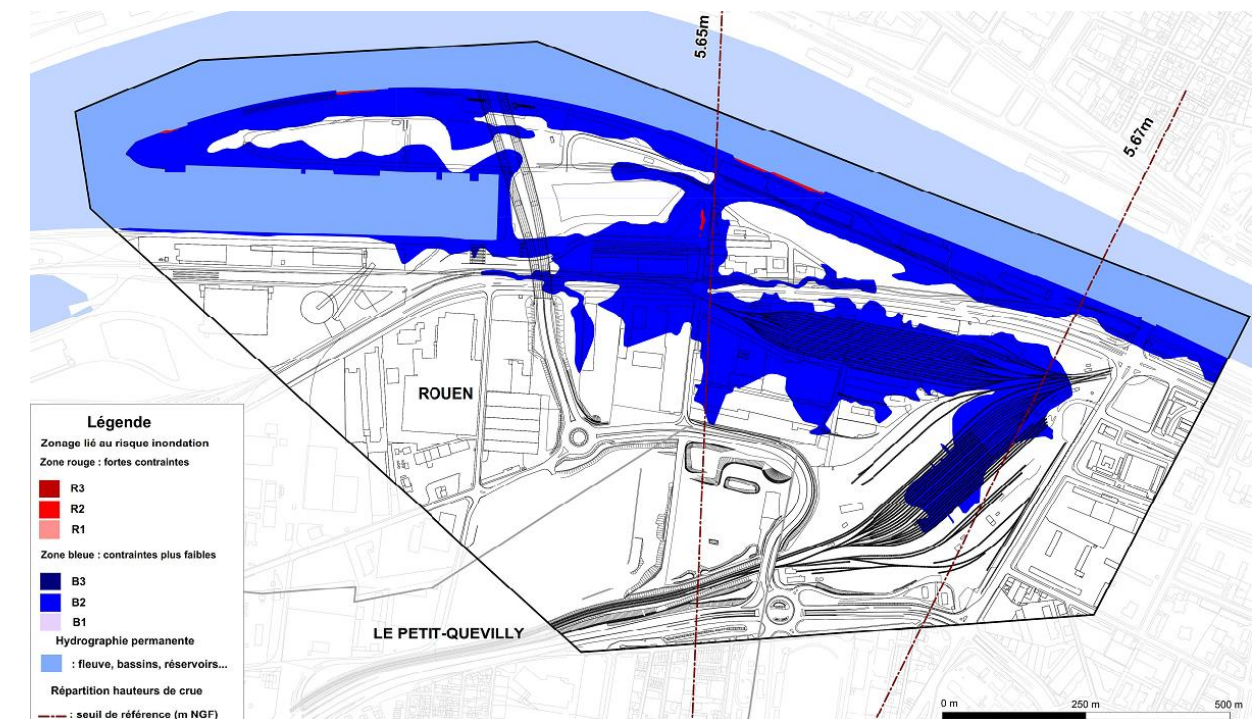 5.65m
5.67m
ROUEN
LE PETIT-QUEVILLY
Légende
Zonage lié au risque inondation
Zone rouge : fortes contraintes
R3
R2
R1
Zone bleue : contraintes plus faibles
B3
B2
B1
Hydrographie permanente
: fleuve, bassins, réservoirs...
Répartition hauteurs de crue
: seuil de référence (m NGF)
0 m 250 m 500 m